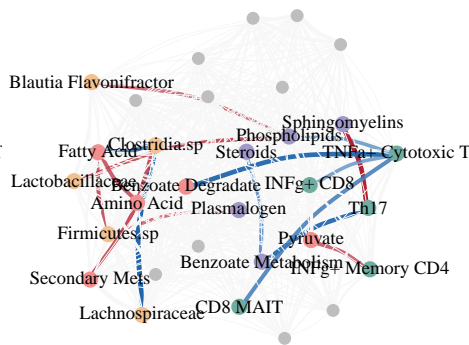 Blautia Flavonifractor
Sphingomyelins
Phospholipids
Clostridia.sp
Fatty Acid
Steroids
TNFa+ Cytotoxic T
Lactobacillaceae
Benzoate Degradate
INFg+ CD8
Amino Acid
Plasmalogen
Th17
Firmicutes.sp
Pyruvate
Benzoate Metabolism
INFg+ Memory CD4
Secondary Mets
Lachnospiraceae
CD8 MAIT